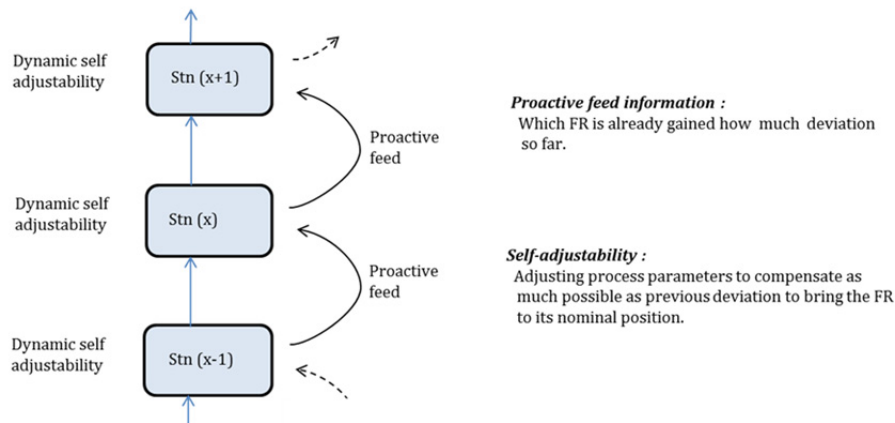 Dynamic self
adjustability
Stn (x+1)
Proactive
feed
Dynamic self
adjustability
Stn (x)
Proactive
feed
Dynamic self
adjustability
Stn (x-1)
Proactive feed information :
Which FR is already gained how much deviation
so far.
Self-adjustability :
Adjusting process parameters to compensate as
much possible as previous deviation to bring the FR
to its nominal position.